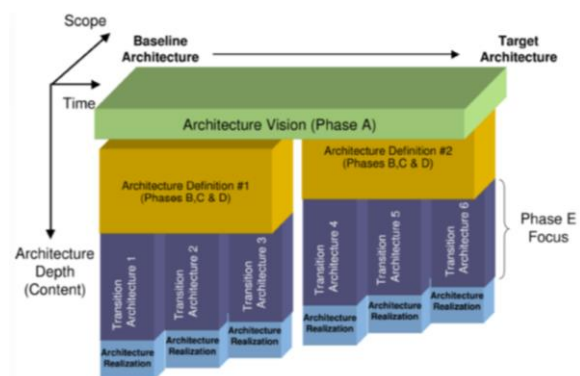 Scope
Baseline
Architecture
Target
Architecture
Time
Architecture Vision (Phase A)
Architecture Definition #1
(Phases B,C & D)
Architecture Definition #2
(Phases B,C & D)
Architecture
Depth
(Content)
Transition
Architecture 1
Transition
Architecture 2
Transition
Architecture 3
Transition
Architecture 4
Transition
Architecture 5
Transition
Architecture 6
Phase E
Focus
Architecture
Realization
Architecture
Realization
Architecture
Realization
Architecture
Realization
Architecture
Realization
Architecture
Realization